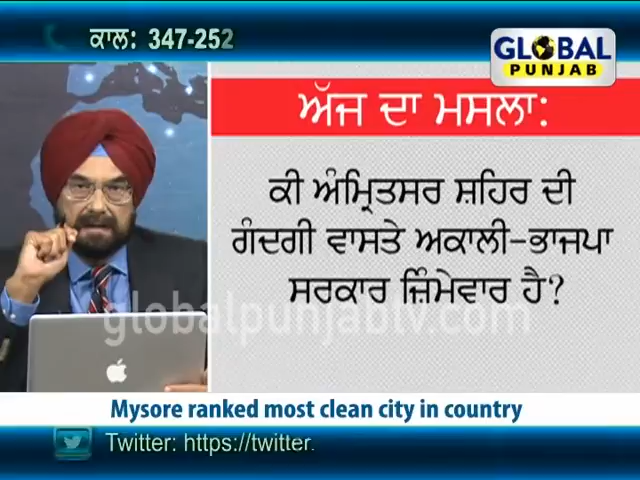 ਕਾਲ: 347-252
GLOBAL
PUNJAB
ਅੱਜ ਦਾ ਮਸਲਾ:
ਕੀ ਅੰਮ੍ਰਿਤਸਰ ਸ਼ਹਿਰ ਦੀ
ਗੰਦਗੀ ਵਾਸਤੇ ਅਕਾਲੀ-ਭਾਜਪਾ
ਸਰਕਾਰ ਜ਼ਿੰਮੇਵਾਰ ਹੈ?
globalpunjabtv.com
Mysore ranked most clean city in country
Twitter: https://twitter.